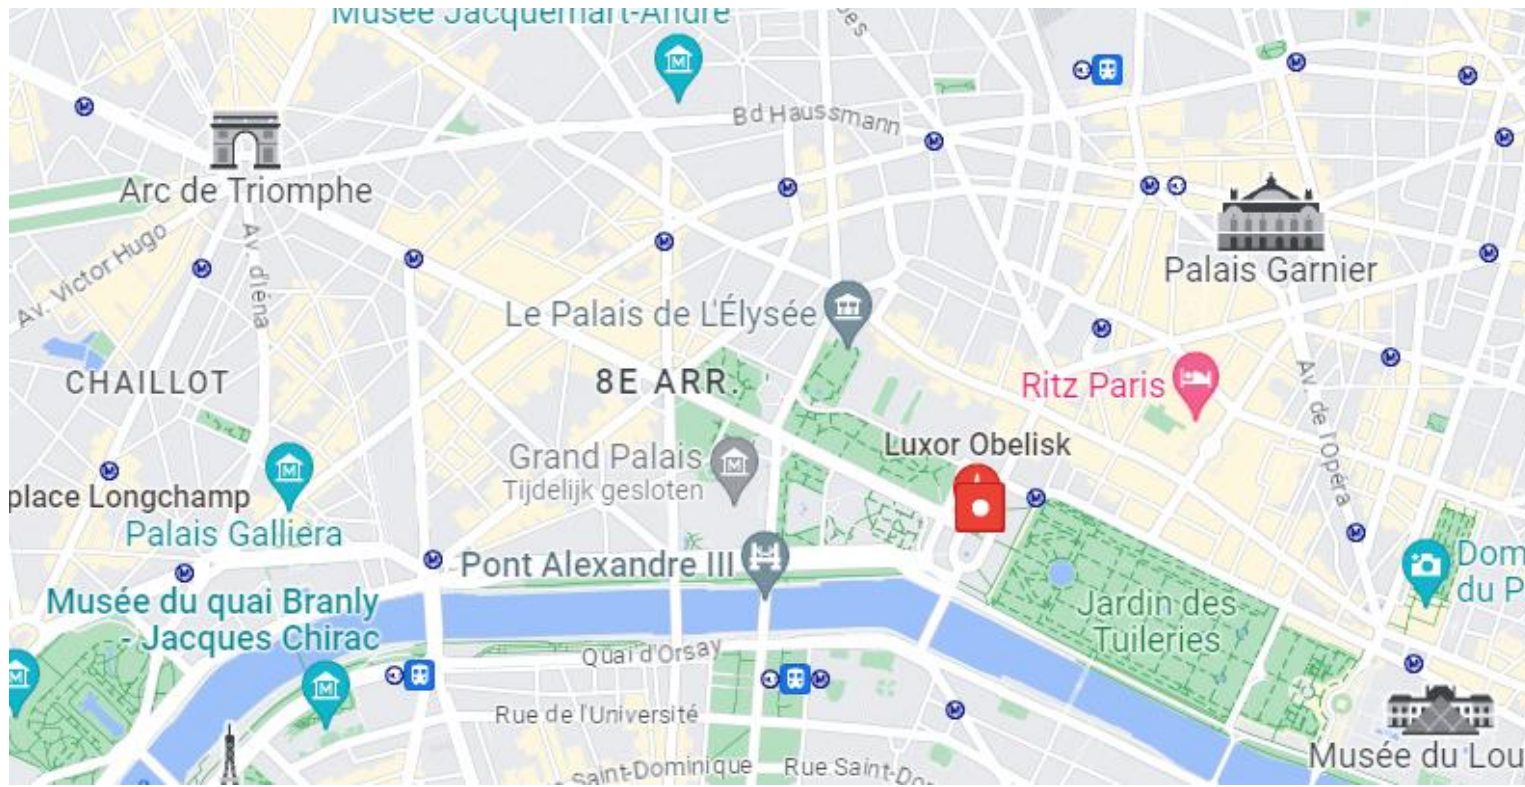 Musée Jacquemart-André
Bd Haussmann
Arc de Triomphe
Av. Victor Hugo
Av. d'Iéna
Palais Garnier
Le Palais de L'Élysée
CHAILLOT
8E ARR.
Ritz Paris
Av. de l'Opéra
Luxor Obelisk
Grand Palais
Tijdelijk gesloten
place Longchamp
Palais Galliera
Pont Alexandre III
Dom
du P
Musée du quai Branly
- Jacques Chirac
Jardin des
Tuileries
Quai d'Orsay
Rue de l'Université
Musée du Lou
Saint-Dominique
Rue Saint-Do